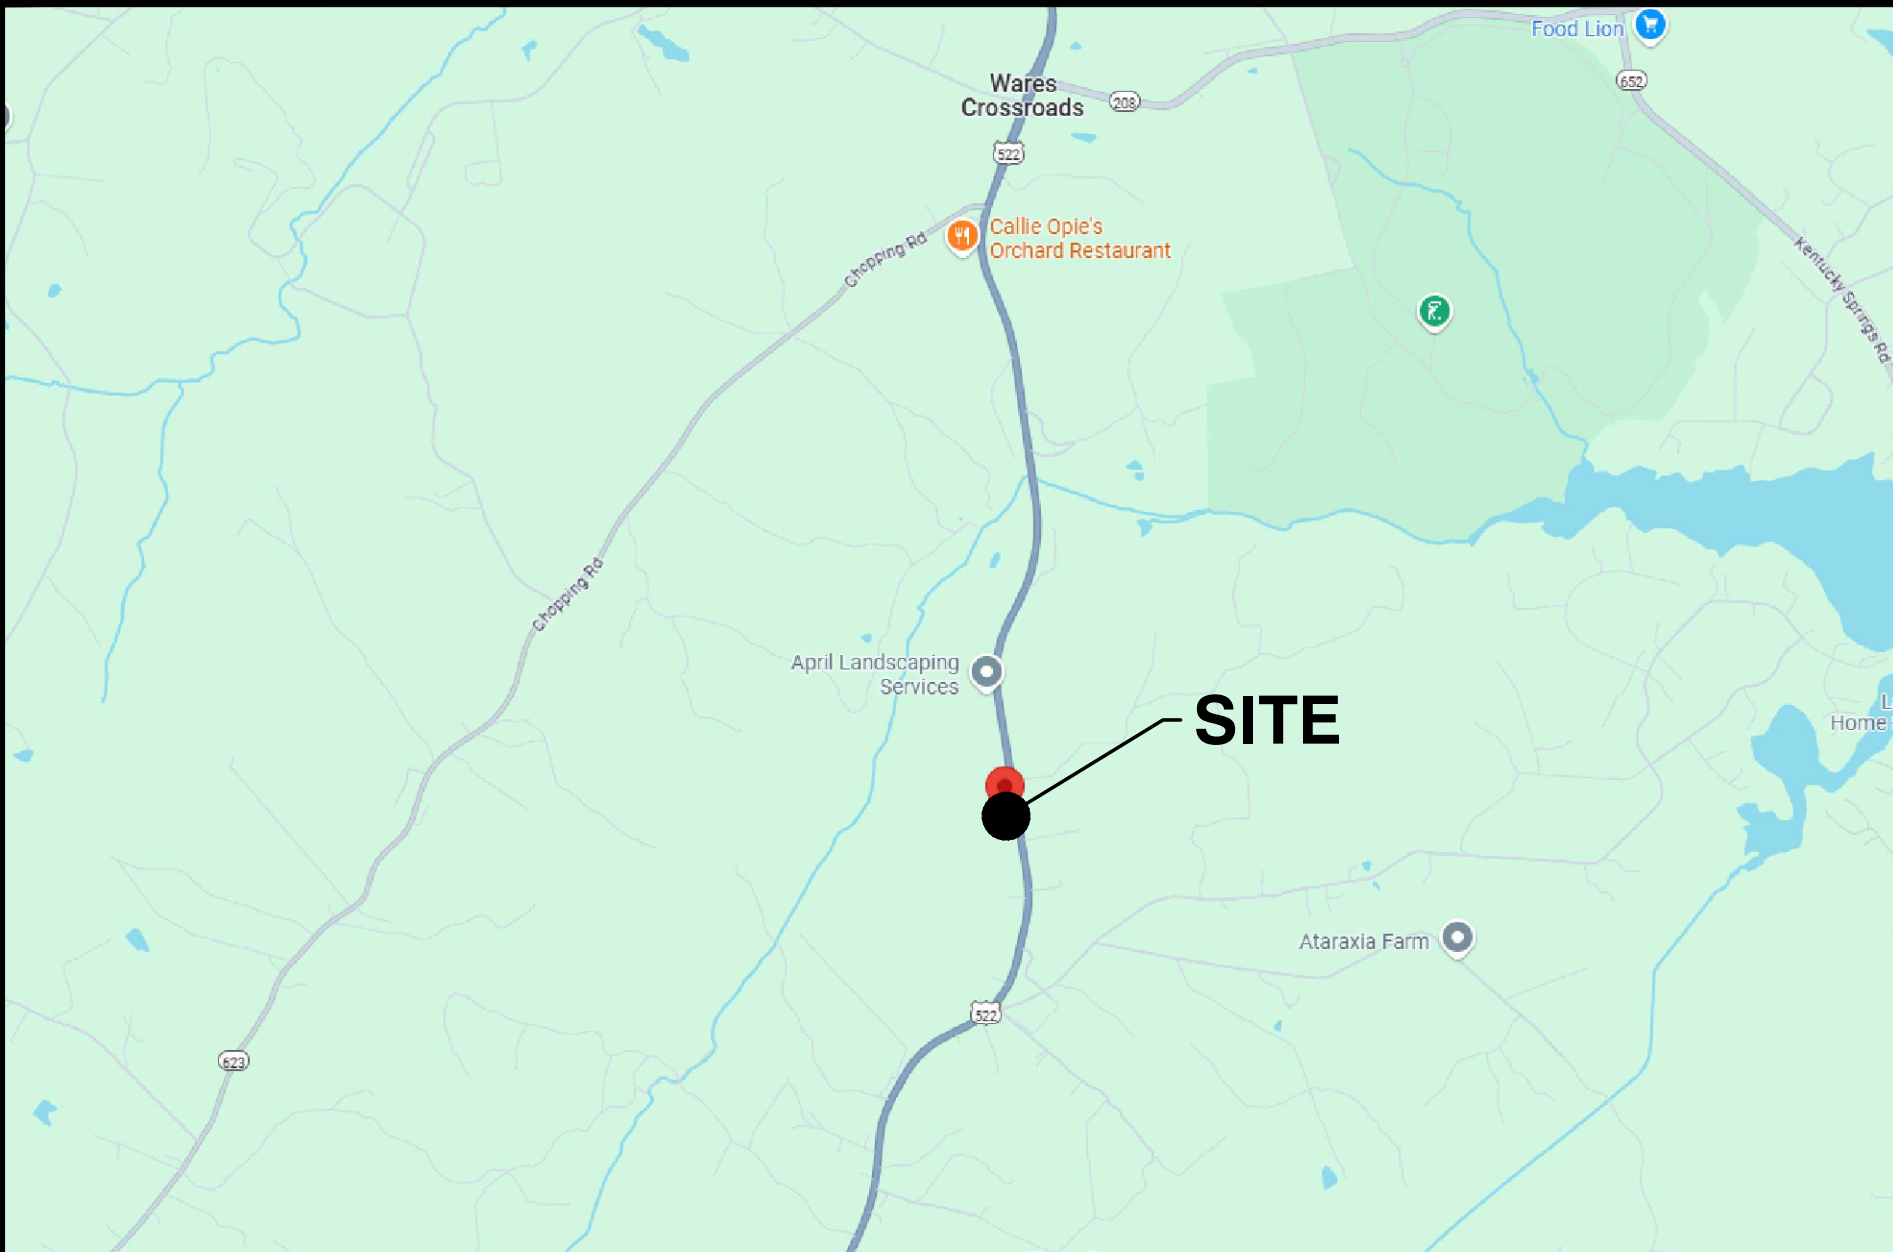 Food Lion
652
Wares
Crossroads
208
522
Callie Opie's
Orchard Restaurant
Chopping Rd
Kentucky Springs Rd
Chopping Rd
April Landscaping
Services
SITE
L
Home
Ataraxia Farm
522
623